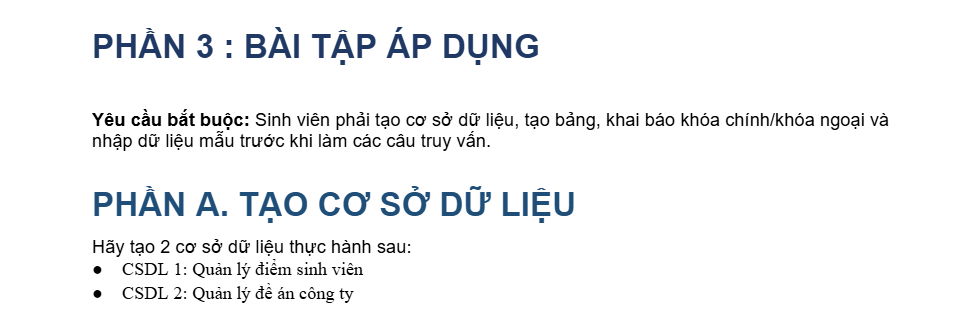 PHẦN 3 : BÀI TẬP ÁP DỤNG
Yêu cầu bắt buộc: Sinh viên phải tạo cơ sở dữ liệu, tạo bảng, khai báo khóa chính/khóa ngoại và
nhập dữ liệu mẫu trước khi làm các câu truy vấn.
PHẦN A. TẠO CƠ SỞ DỮ LIỆU
Hãy tạo 2 cơ sở dữ liệu thực hành sau:
● CSDL 1: Quản lý điểm sinh viên
● CSDL 2: Quản lý đề án công ty